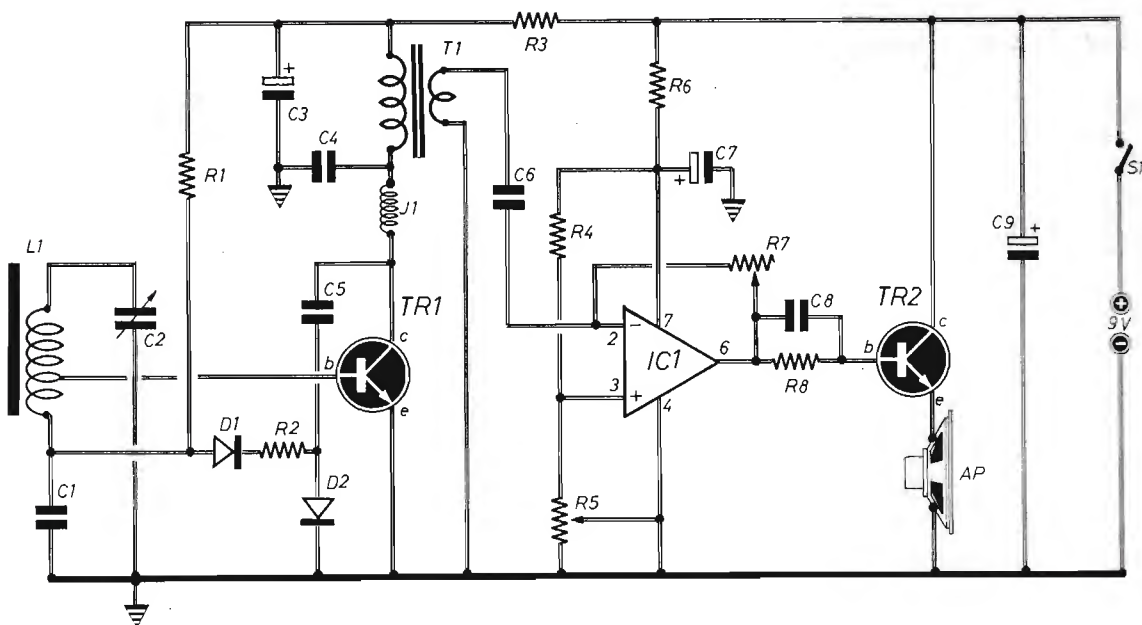 R3
T1
R6
+
C3
C4
C7
+
S1
R1
C6
J1
R4
C9
+
L1
R7
C5
C2
TR1
C8
TR2
+
9V
−
c
7
c
b
2
−
IC1
6
b
R8
3
+
4
e
e
D1
R2
AP
C1
D2
R5